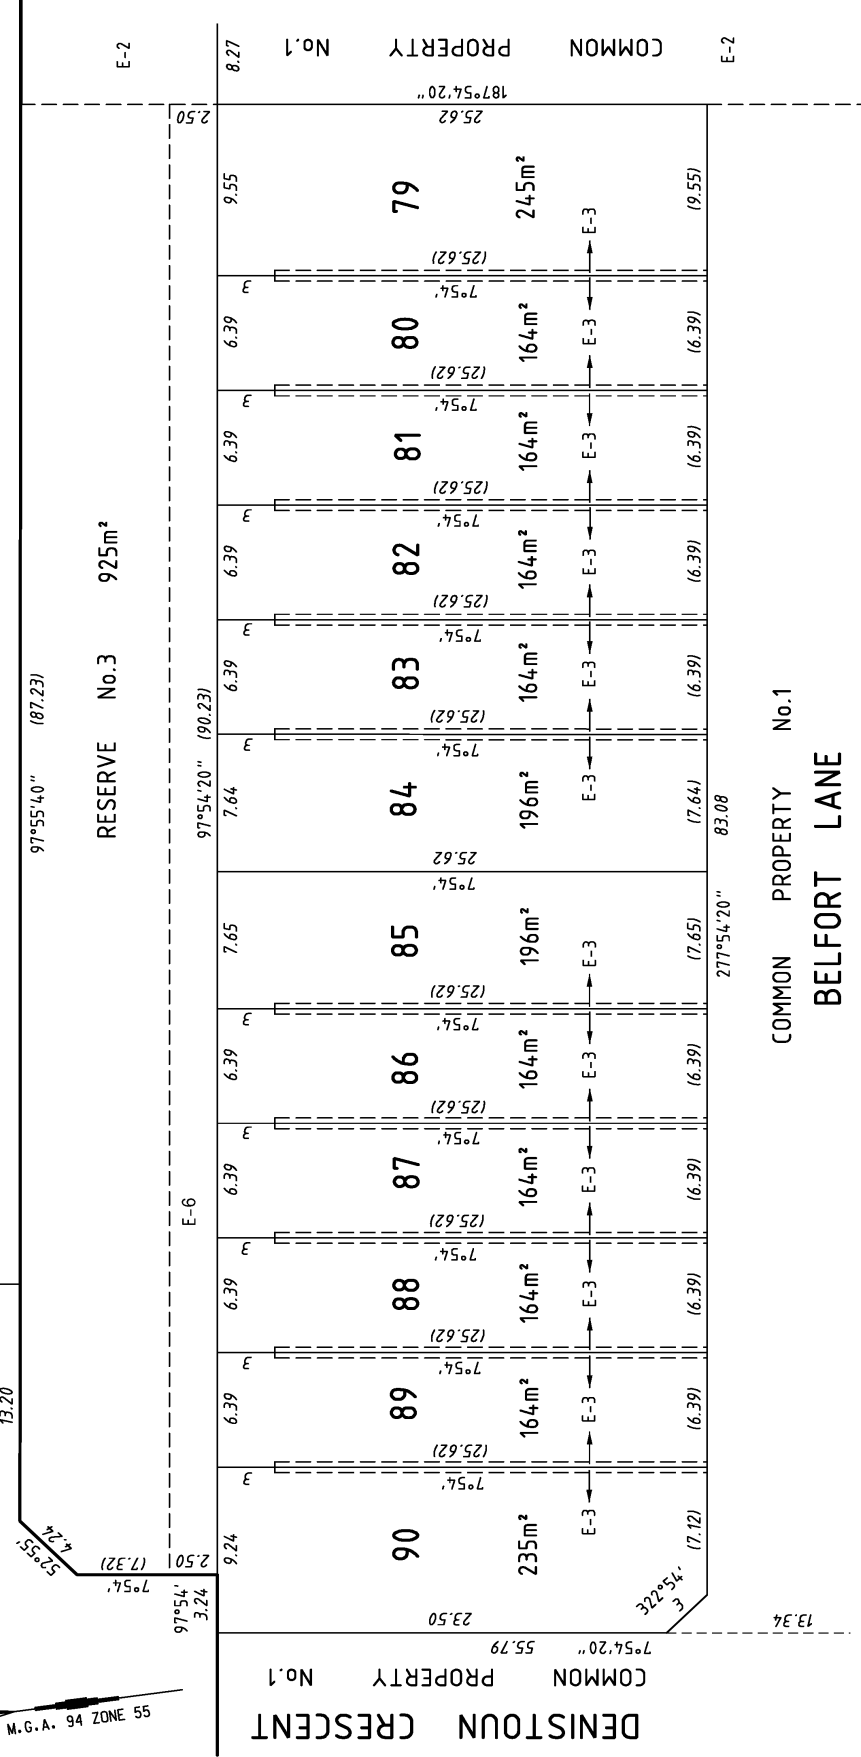 E-2
8.27
COMMON PROPERTY No.1
E-2
187°54'20"
2.50
25.62
9.55
79
245m²
E-3
(9.55)
(25.62)
3
7°54'
6.39
80
164m²
E-3
(6.39)
(25.62)
3
7°54'
6.39
81
164m²
E-3
(6.39)
(25.62)
3
7°54'
6.39
82
164m²
E-3
(6.39)
(25.62)
3
7°54'
6.39
83
164m²
E-3
(6.39)
(25.62)
3
7°54'
7.64
84
196m²
E-3
(7.64)
25.62
7°54'
7.65
85
196m²
E-3
(7.65)
(25.62)
3
7°54'
6.39
86
164m²
E-3
(6.39)
(25.62)
3
7°54'
6.39
87
164m²
E-3
(6.39)
(25.62)
3
7°54'
6.39
88
164m²
E-3
(6.39)
(25.62)
3
7°54'
6.39
89
164m²
E-3
(6.39)
(25.62)
3
7°54'
9.24
90
235m²
E-3
(7.12)
RESERVE No.3 925m²
97°55'40" (87.23)
97°54'20" (90.23)
E-6
13.20
52°55'
4.24
(7.32)
7°54'
2.50
97°54'
3.24
23.50
322°54'
3
7°54'20" 55.79
13.34
277°54'20" 83.08
COMMON PROPERTY No.1
BELFORT LANE
COMMON PROPERTY No.1
DENISTOUN CRESCENT
M.G.A. 94 ZONE 55